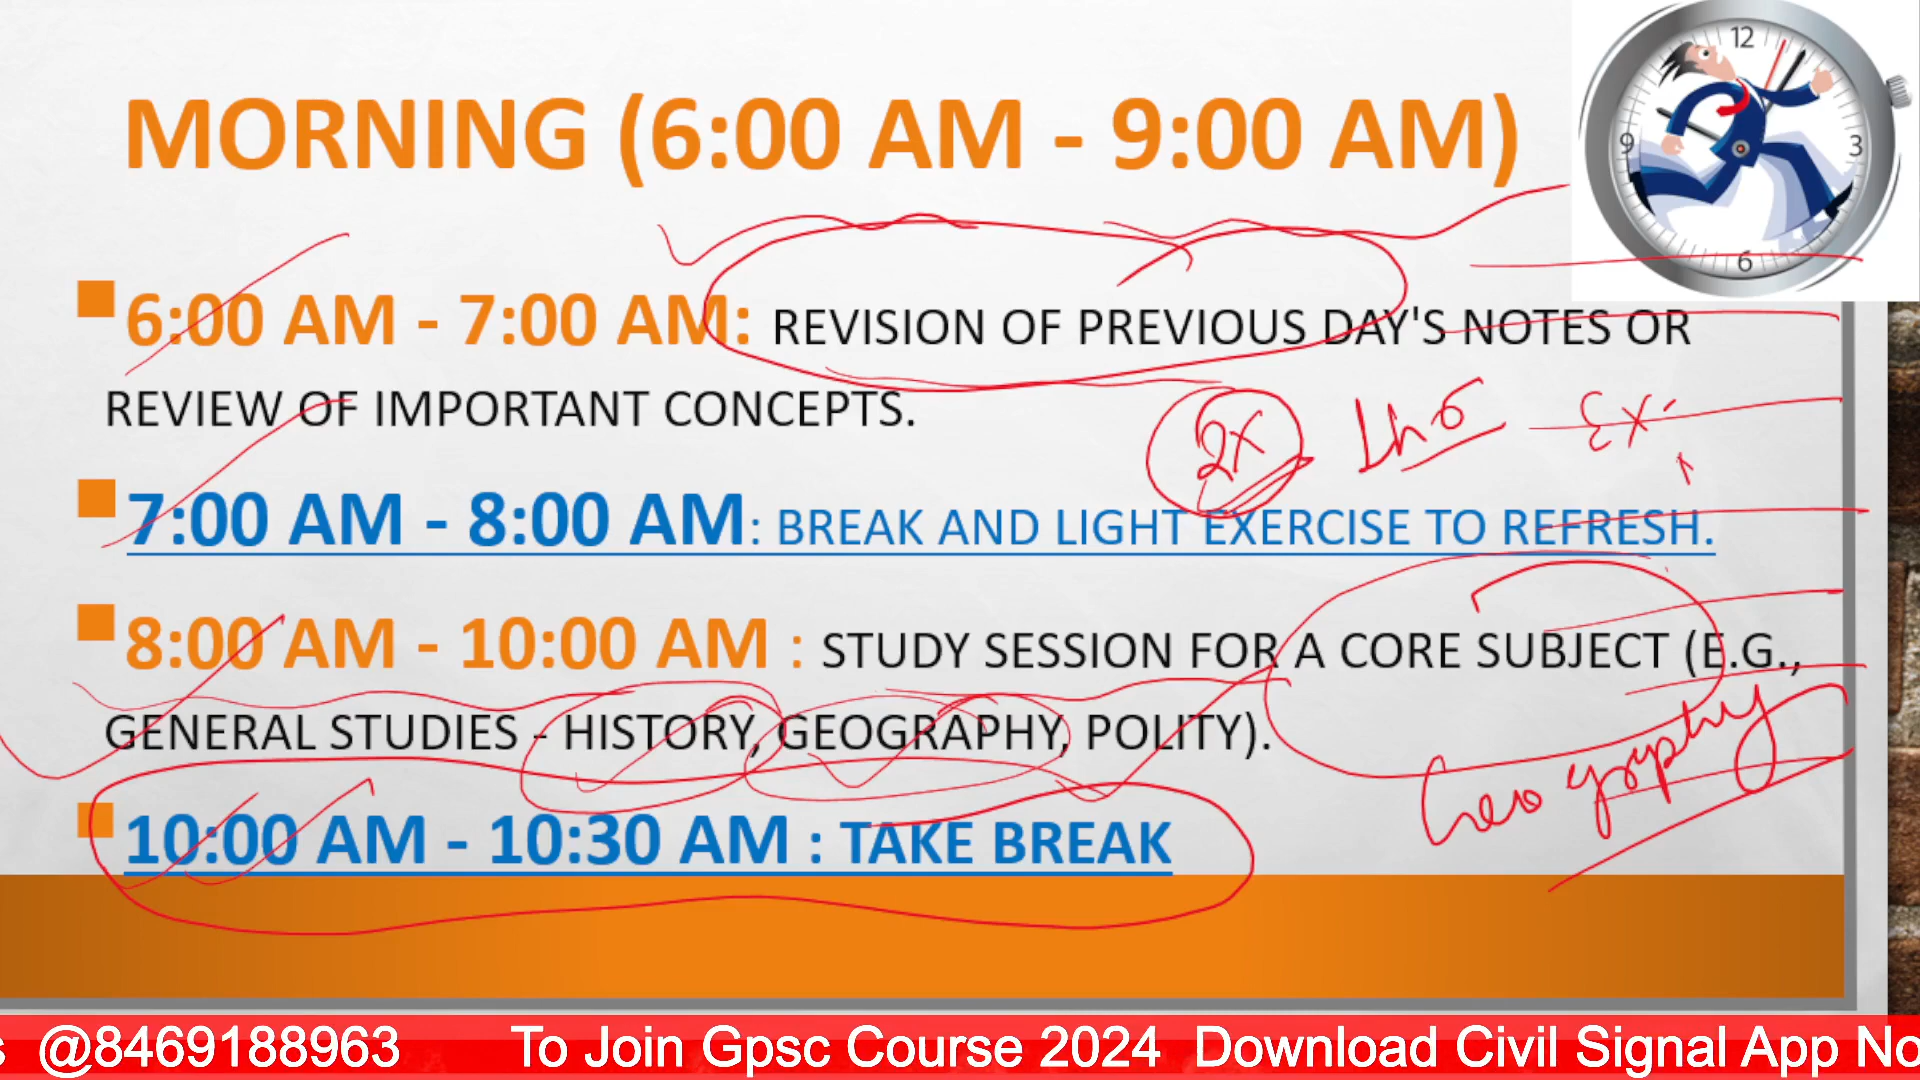 MORNING (6:00 AM - 9:00 AM)
12
9
3
6
6:00 AM - 7:00 AM: REVISION OF PREVIOUS DAY'S NOTES OR
REVIEW OF IMPORTANT CONCEPTS.
2X
7:00 AM - 8:00 AM: BREAK AND LIGHT EXERCISE TO REFRESH.
8:00 AM - 10:00 AM : STUDY SESSION FOR A CORE SUBJECT (E.G.,
GENERAL STUDIES - HISTORY, GEOGRAPHY, POLITY).
Geography
10:00 AM - 10:30 AM : TAKE BREAK
@8469188963 To Join Gpsc Course 2024 Download Civil Signal App No